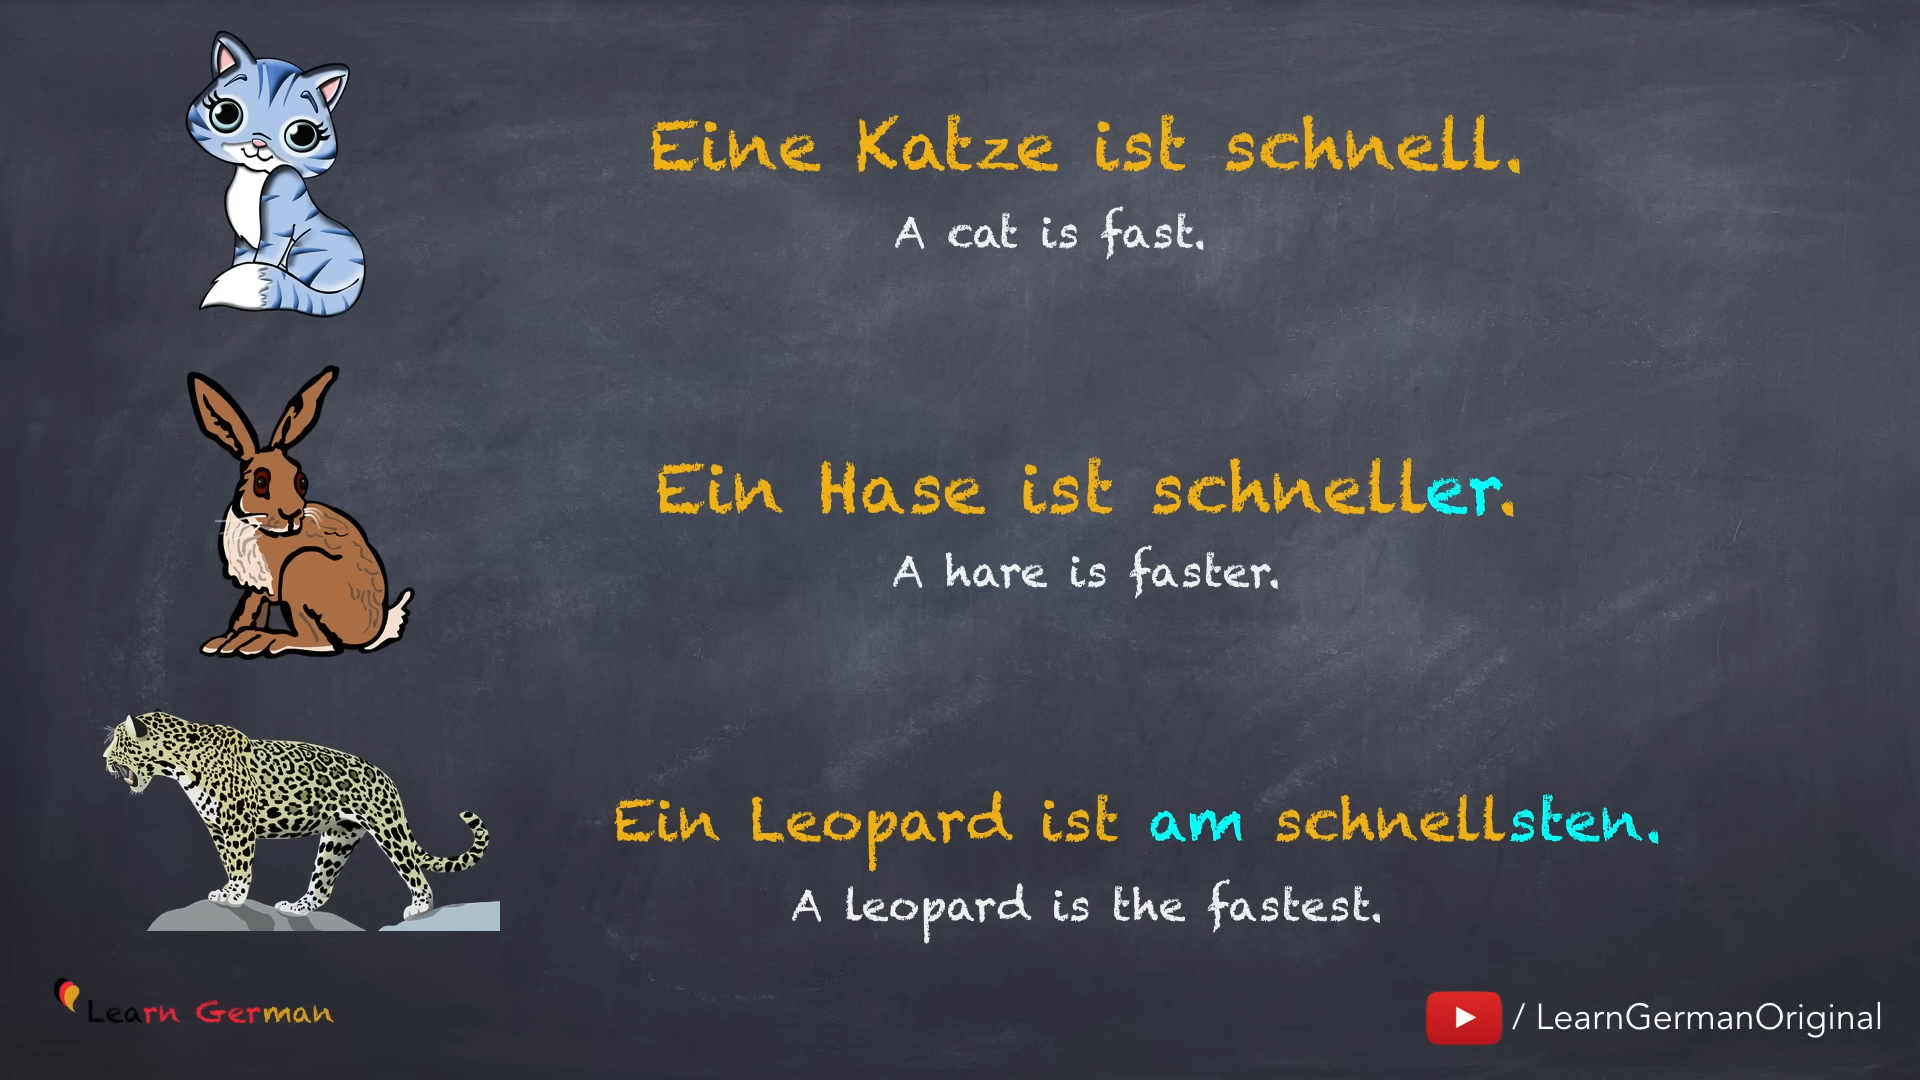 Eine Katze ist schnell.
A cat is fast.
Ein Hase ist schneller.
A hare is faster.
Ein Leopard ist am schnellsten.
A leopard is the fastest.
Learn German
/ LearnGermanOriginal